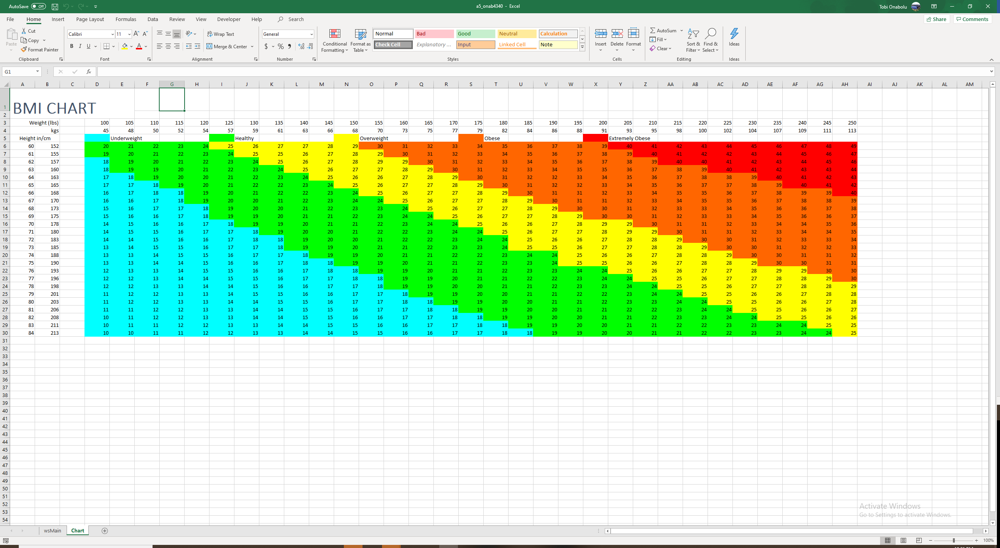 AutoSave Off a5_onab4340 - Excel Tobi Onabolu
File Home Insert Page Layout Formulas Data Review View Developer Help Search Share Comments
Paste Cut Copy Format Painter Clipboard
Calibri 11 B I U Font
Wrap Text Merge & Center Alignment
General $ % Number
Conditional Formatting Format as Table
Normal Bad Good Neutral Calculation
Check Cell Explanatory ... Input Linked Cell Note
Styles
Insert Delete Format Cells
AutoSum Fill Clear Sort & Filter Find & Select Editing
Ideas Ideas
G1 fx
A B C D E F G H I J K L M N O P Q R S T U V W X Y Z AA AB AC AD AE AF AG AH AI AJ AK AL AM
1 BMI CHART
2
3 Weight (lbs) 100 105 110 115 120 125 130 135 140 145 150 155 160 165 170 175 180 185 190 195 200 205 210 215 220 225 230 235 240 245 250
4 kgs 45 48 50 52 54 57 59 61 63 66 68 70 73 75 77 79 82 84 86 88 91 93 95 98 100 102 104 107 109 111 113
5 Height in/cm Underweight Healthy Overweight Obese Extremely Obese
6 60 152 20 21 22 23 24 25 26 27 27 28 29 30 31 32 33 34 35 36 37 38 39 40 41 42 43 44 45 46 47 48 49
7 61 155 19 20 21 22 23 24 25 25 26 27 28 29 30 31 32 33 34 35 36 37 38 39 40 41 42 42 43 44 45 46 47
8 62 157 18 19 20 21 22 23 24 25 26 27 28 29 29 30 31 32 33 34 35 36 37 38 39 40 40 41 42 43 44 45 46
9 63 160 18 19 19 20 21 22 23 24 25 26 27 27 28 29 30 31 32 33 34 35 35 36 37 38 39 40 41 42 43 43 44
10 64 163 17 18 19 20 20 21 22 23 24 25 26 26 27 28 29 30 31 32 32 33 34 35 36 37 38 38 39 40 41 42 43
11 65 165 17 17 18 19 20 21 22 22 23 24 25 26 27 27 28 29 30 31 32 32 33 34 35 36 37 37 38 39 40 41 42
12 66 168 16 17 18 18 19 20 21 22 22 23 24 25 26 27 27 28 29 30 31 31 32 33 34 35 35 36 37 38 39 39 40
13 67 170 16 16 17 18 19 20 20 21 22 23 24 24 25 26 27 27 28 29 30 31 31 32 33 34 35 35 36 37 38 38 39
14 68 173 15 16 17 17 18 19 20 20 21 22 23 23 24 25 26 27 27 28 29 30 30 31 32 33 33 34 35 36 36 37 38
15 69 175 15 16 16 17 18 19 19 20 21 21 22 23 24 24 25 26 27 27 28 29 30 30 31 32 33 33 34 35 36 36 37
16 70 178 14 15 16 16 17 18 19 19 20 21 21 22 23 24 24 25 26 26 27 28 29 29 30 31 31 32 33 34 34 35 36
17 71 180 14 15 15 16 17 17 18 19 20 20 21 22 22 23 24 24 25 26 27 27 28 29 29 30 31 31 32 33 34 34 35
18 72 183 14 14 15 16 16 17 18 18 19 20 20 21 22 22 23 24 24 25 26 26 27 28 28 29 30 30 31 32 33 33 34
19 73 185 13 14 15 15 16 17 17 18 19 19 20 21 21 22 23 23 24 25 25 26 27 27 28 28 29 30 30 31 32 32 33
20 74 188 13 13 14 15 15 16 17 17 18 19 19 20 21 21 22 22 23 24 24 25 26 26 27 28 28 29 30 30 31 31 32
21 75 190 13 13 14 14 15 16 16 17 18 18 19 19 20 21 21 22 23 23 24 25 25 26 26 27 28 28 29 30 30 31 31
22 76 193 12 13 13 14 15 15 16 16 17 18 18 19 19 20 21 21 22 23 23 24 24 25 26 26 27 27 28 29 29 30 30
23 77 196 12 12 13 14 14 15 15 16 17 17 18 18 19 19 20 21 21 22 22 23 24 24 25 25 26 27 27 28 28 29 30
24 78 198 12 12 13 13 14 14 15 16 16 17 17 18 19 19 20 20 21 21 22 23 23 24 24 25 25 26 27 27 28 28 29
25 79 201 11 12 12 13 13 14 15 15 16 16 17 17 18 19 19 20 20 21 21 22 22 23 24 24 25 25 26 26 27 28 28
26 80 203 11 12 12 13 13 14 14 15 15 16 17 17 18 18 19 19 20 20 21 21 22 23 23 24 24 25 25 26 26 27 28
27 81 206 11 11 12 12 13 13 14 14 15 15 16 17 17 18 18 19 19 20 20 21 21 22 22 23 24 24 25 25 26 26 27
28 82 208 10 11 12 12 13 13 14 14 15 15 16 16 17 17 18 18 19 19 20 20 21 21 22 23 23 24 24 25 25 26 26
29 83 211 10 11 11 12 12 13 13 14 14 15 15 16 16 17 17 18 18 19 19 20 20 21 21 22 22 23 23 24 24 25 25
30 84 213 10 10 11 11 12 12 13 13 14 14 15 15 16 16 17 17 18 18 19 19 20 20 21 21 22 22 23 23 24 24 25
31
32
33
34
35
36
37
38
39
40
41
42
43
44
45
46
47
48
49
50
51
52
53
54
Activate Windows
Go to Settings to activate Windows.
wsMain Chart
100%